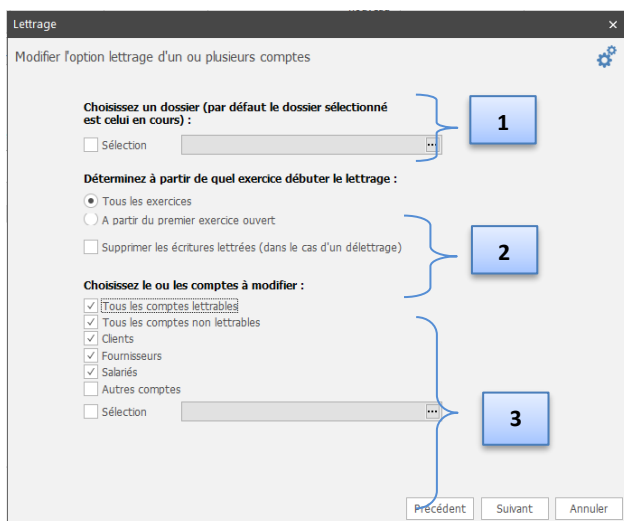 Lettrage
Modifier l'option lettrage d'un ou plusieurs comptes
Choisissez un dossier (par défaut le dossier sélectionné
est celui en cours) :
Sélection
...
1
Déterminez à partir de quel exercice débuter le lettrage :
Tous les exercices
A partir du premier exercice ouvert
Supprimer les écritures lettrées (dans le cas d'un délettrage)
2
Choisissez le ou les comptes à modifier :
Tous les comptes lettrables
Tous les comptes non lettrables
Clients
Fournisseurs
Salariés
Autres comptes
Sélection
...
3
Précédent
Suivant
Annuler